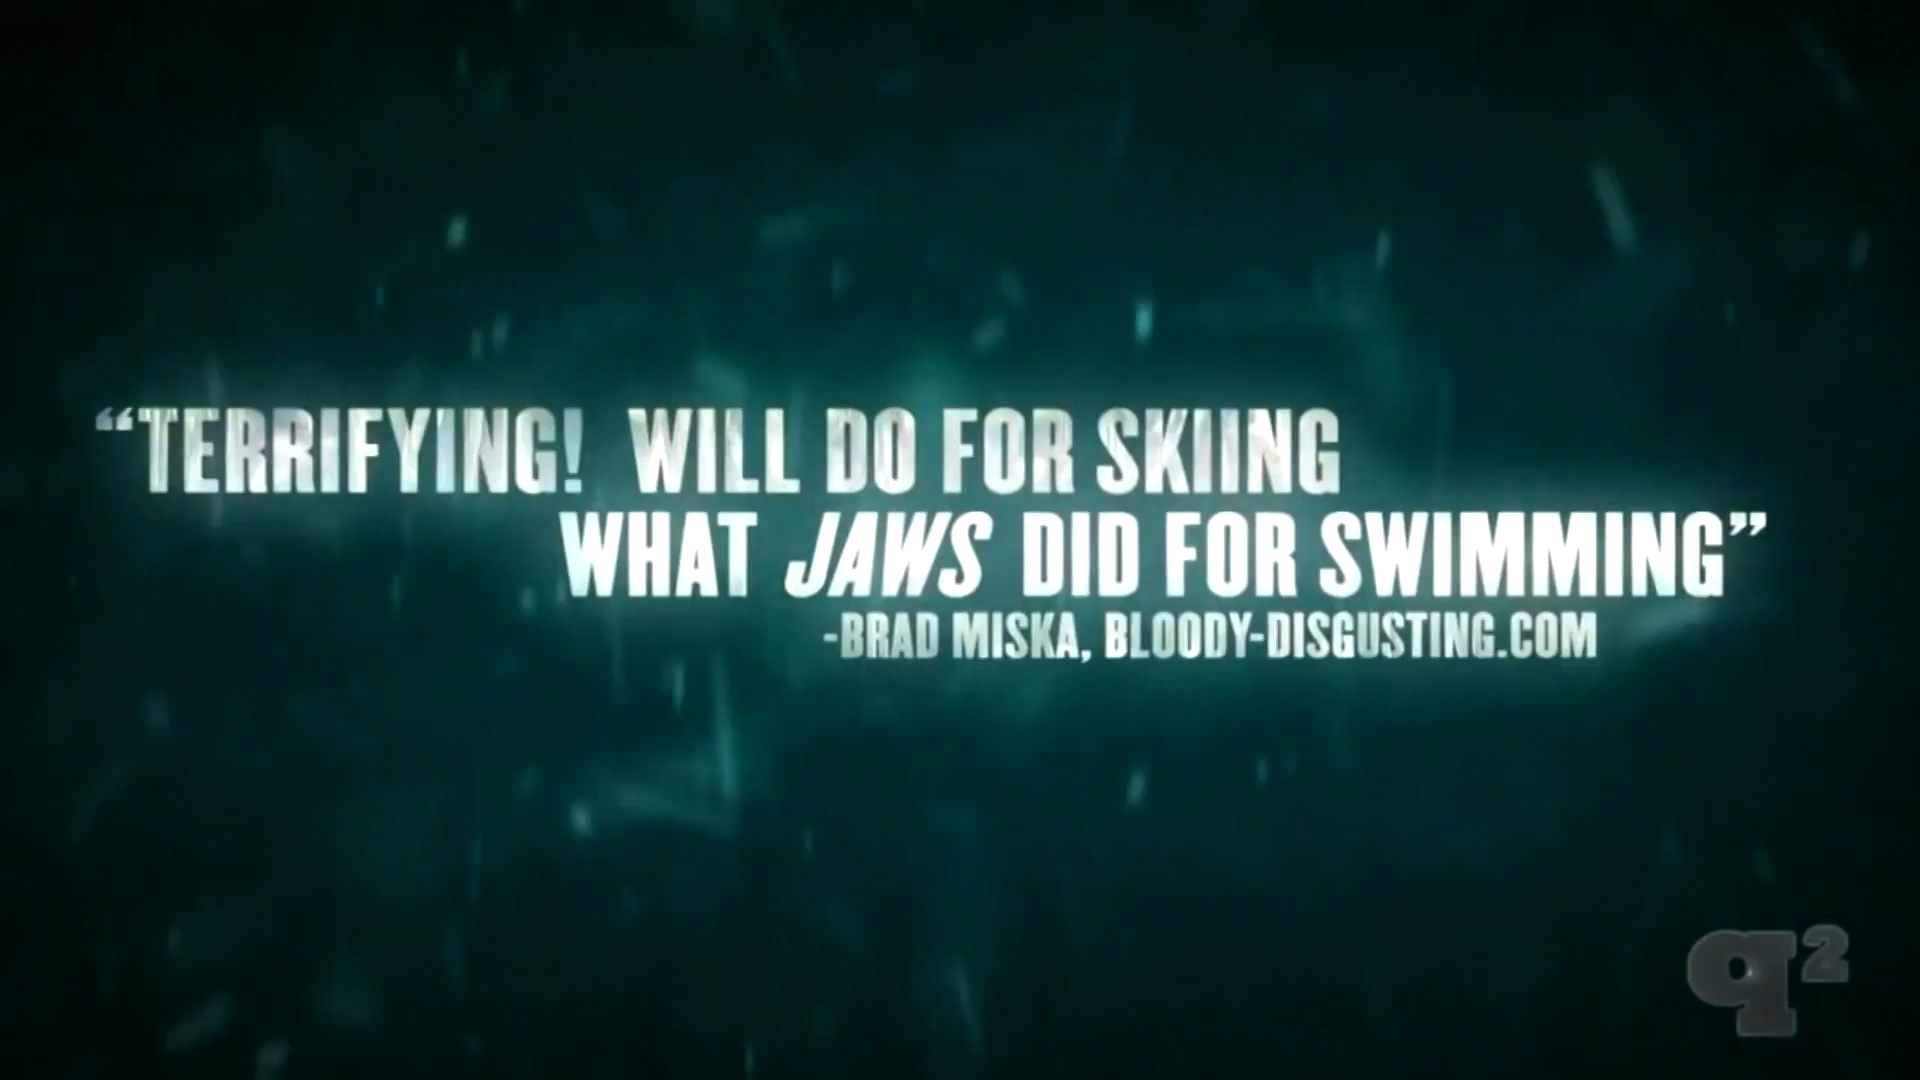 “TERRIFYING! WILL DO FOR SKIING
WHAT JAWS DID FOR SWIMMING”
-BRAD MISKA, BLOODY-DISGUSTING.COM
q²